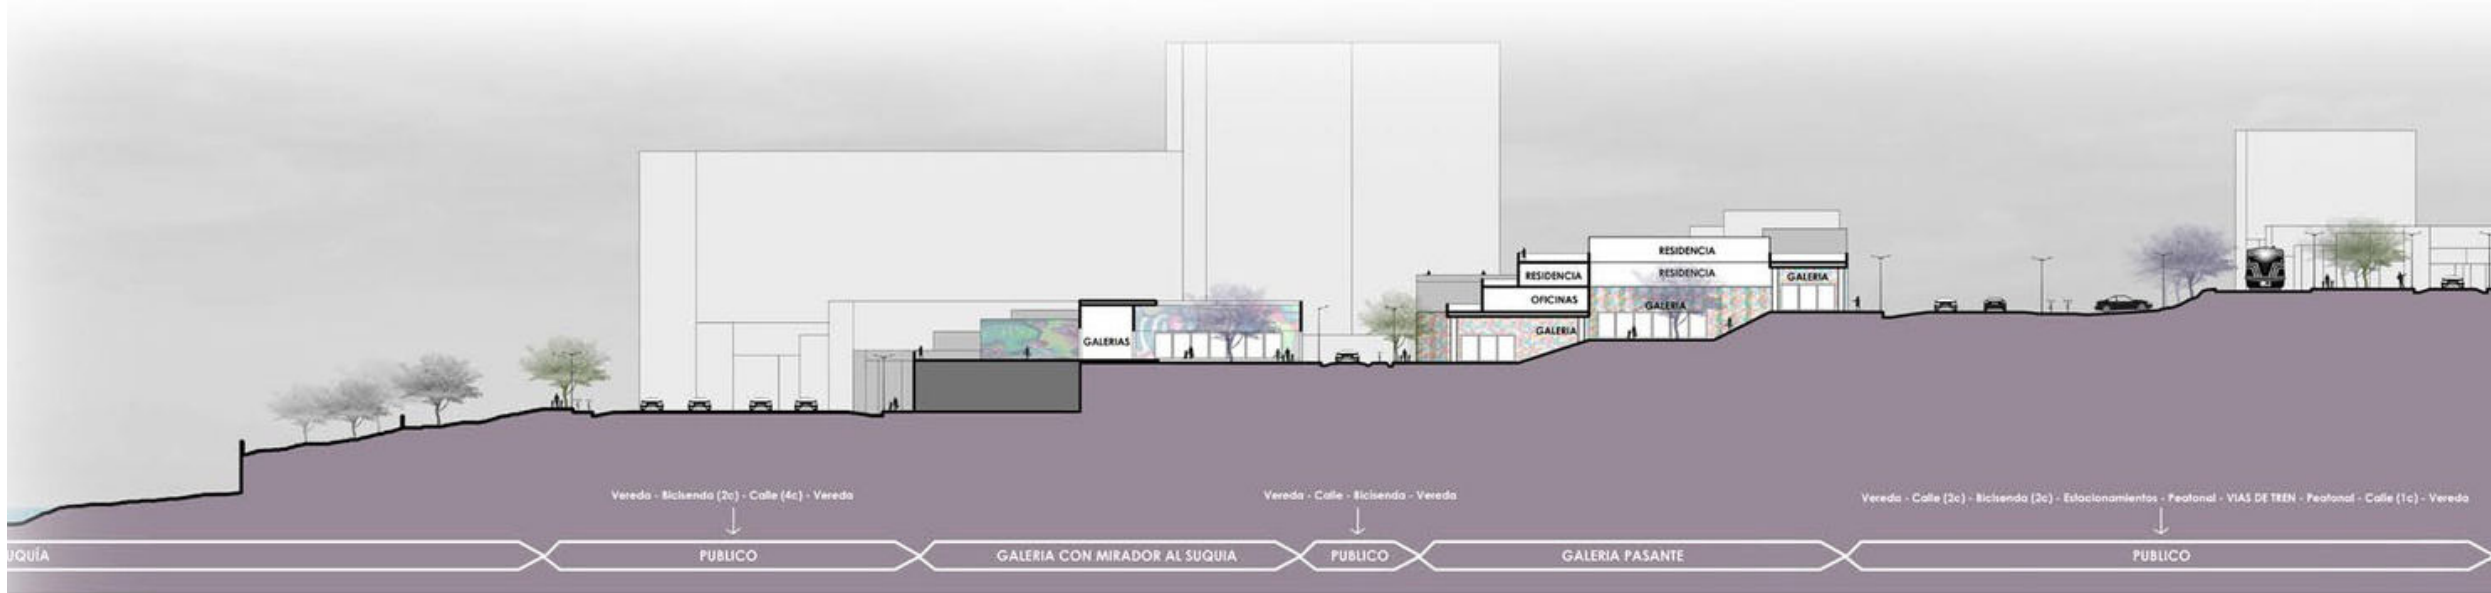 RESIDENCIA
RESIDENCIA
RESIDENCIA
GALERIA
OFICINAS
GALERIA
GALERIA
GALERIAS
Vereda - Bicisenda (2c) - Calle (4c) - Vereda
Vereda - Calle - Bicisenda - Vereda
Vereda - Calle (2c) - Bicisenda (2c) - Estacionamientos - Peatonal - VIAS DE TREN - Peatonal - Calle (1c) - Vereda
UQUÍA
PUBLICO
GALERIA CON MIRADOR AL SUQUIA
PUBLICO
GALERIA PASANTE
PUBLICO